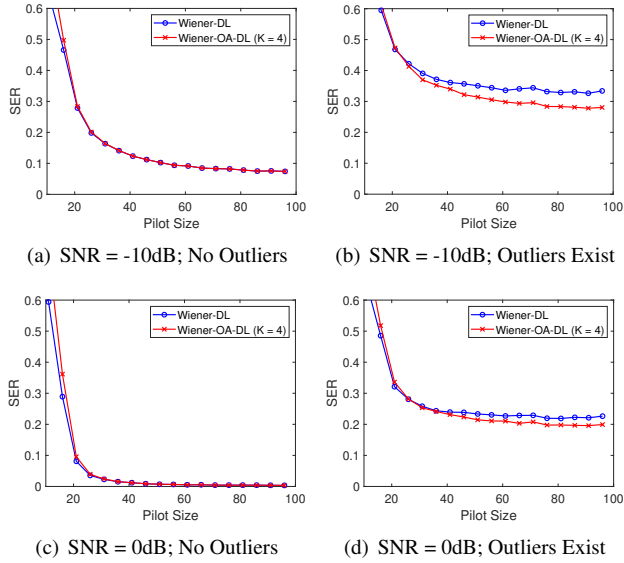 0.6
0.5
0.4
0.3
0.2
0.1
0
SER
20 40 60 80 100
Pilot Size
Wiener-DL
Wiener-OA-DL (K = 4)
(a) SNR = -10dB; No Outliers
0.6
0.5
0.4
0.3
0.2
0.1
0
SER
20 40 60 80 100
Pilot Size
Wiener-DL
Wiener-OA-DL (K = 4)
(b) SNR = -10dB; Outliers Exist
0.6
0.5
0.4
0.3
0.2
0.1
0
SER
20 40 60 80 100
Pilot Size
Wiener-DL
Wiener-OA-DL (K = 4)
(c) SNR = 0dB; No Outliers
0.6
0.5
0.4
0.3
0.2
0.1
0
SER
20 40 60 80 100
Pilot Size
Wiener-DL
Wiener-OA-DL (K = 4)
(d) SNR = 0dB; Outliers Exist